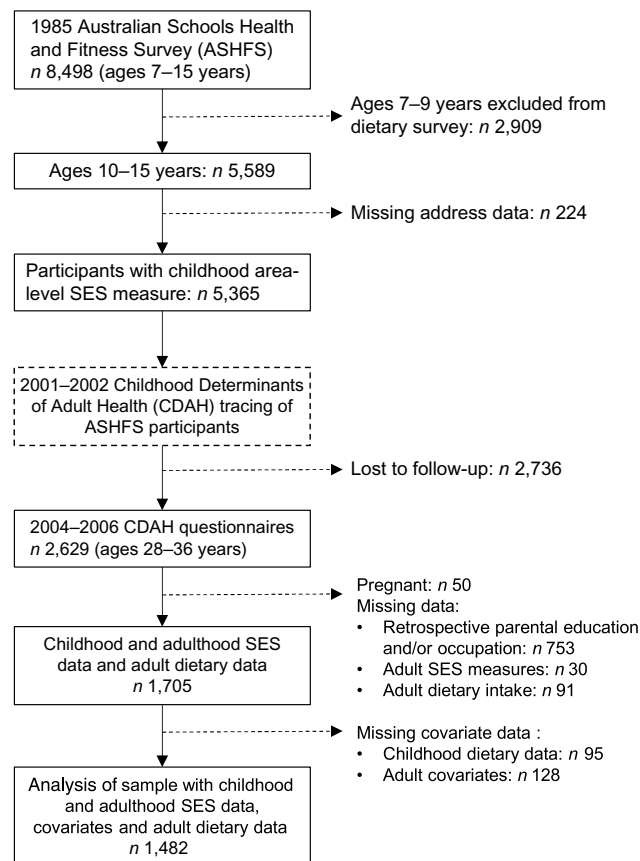 1985 Australian Schools Health
and Fitness Survey (ASHFS)
n 8,498 (ages 7–15 years)
Ages 7–9 years excluded from
dietary survey: n 2,909
Ages 10–15 years: n 5,589
Missing address data: n 224
Participants with childhood area-
level SES measure: n 5,365
2001–2002 Childhood Determinants
of Adult Health (CDAH) tracing of
ASHFS participants
Lost to follow-up: n 2,736
2004–2006 CDAH questionnaires
n 2,629 (ages 28–36 years)
Pregnant: n 50
Missing data:
• Retrospective parental education
and/or occupation: n 753
• Adult SES measures: n 30
• Adult dietary intake: n 91
Childhood and adulthood SES
data and adult dietary data
n 1,705
Missing covariate data :
• Childhood dietary data: n 95
• Adult covariates: n 128
Analysis of sample with childhood
and adulthood SES data,
covariates and adult dietary data
n 1,482